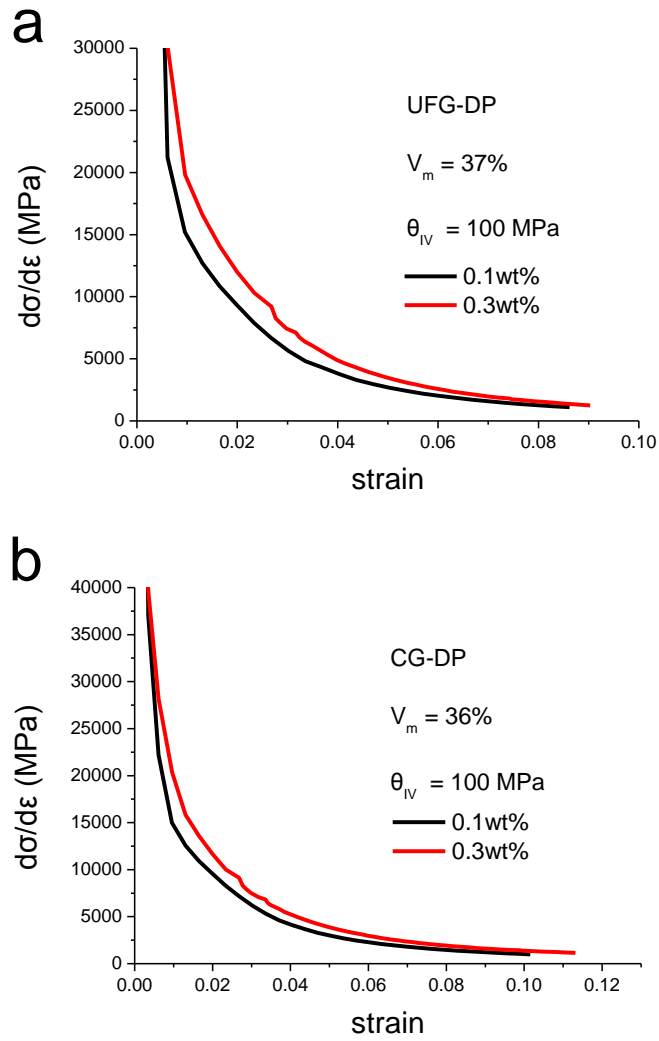 a
30000
25000
20000
15000
10000
5000
0
dσ/dε (MPa)
UFG-DP
V_m = 37%
θ_IV = 100 MPa
0.1wt%
0.3wt%
0.00 0.02 0.04 0.06 0.08 0.10
strain
b
40000
35000
30000
25000
20000
15000
10000
5000
0
dσ/dε (MPa)
CG-DP
V_m = 36%
θ_IV = 100 MPa
0.1wt%
0.3wt%
0.00 0.02 0.04 0.06 0.08 0.10 0.12
strain